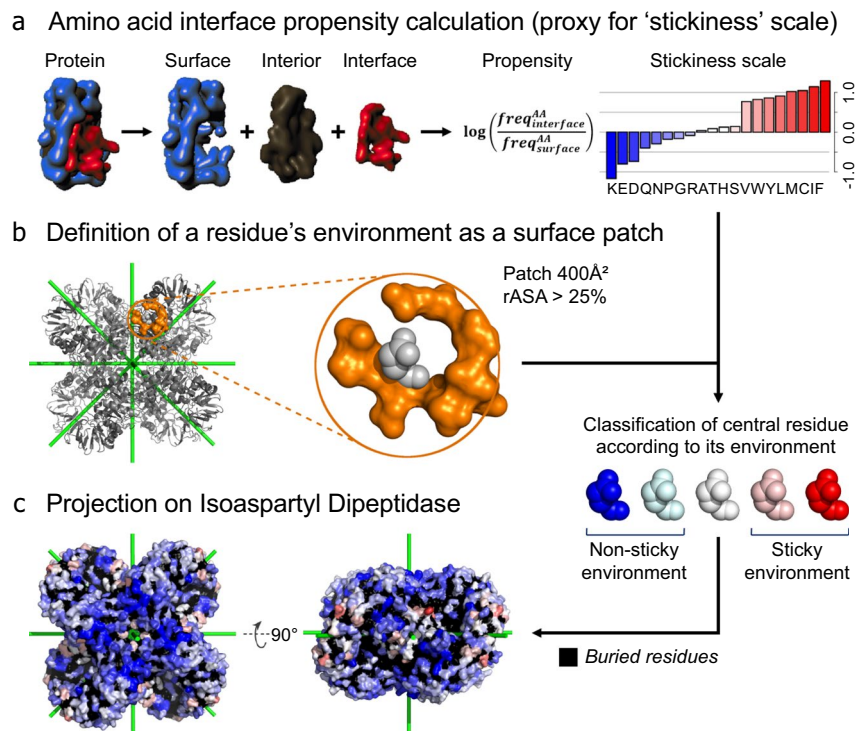 a Amino acid interface propensity calculation (proxy for ‘stickiness’ scale)
Protein Surface Interior Interface Propensity Stickiness scale
+ + log(freq^AA_interface / freq^AA_surface)
1.0
0.0
-1.0
KEDQNPGRATHSVWYLMCIF
b Definition of a residue’s environment as a surface patch
Patch 400Å²
rASA > 25%
Classification of central residue
according to its environment
Non-sticky
environment
Sticky
environment
c Projection on Isoaspartyl Dipeptidase
90°
Buried residues